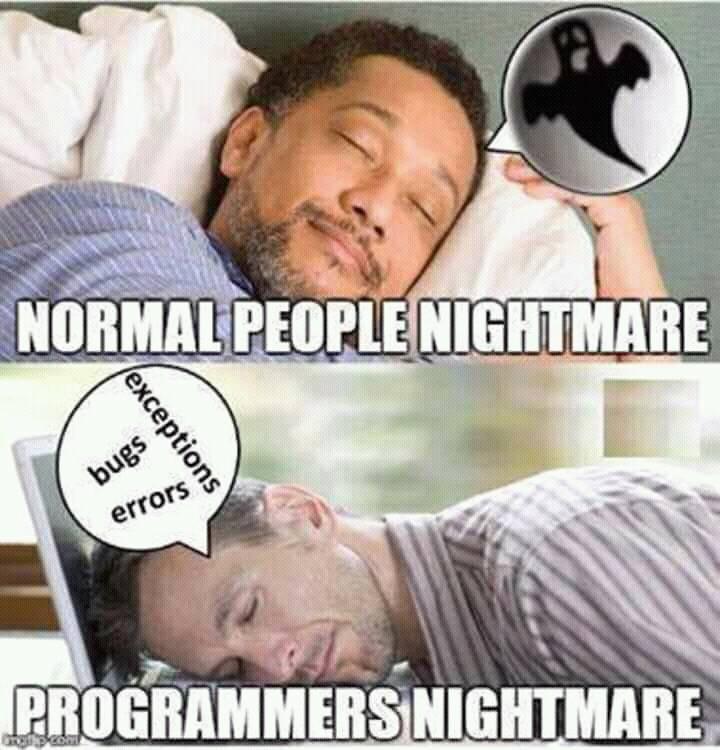 NORMAL PEOPLE NIGHTMARE
exceptions
bugs
errors
PROGRAMMERS NIGHTMARE
imgflip.com